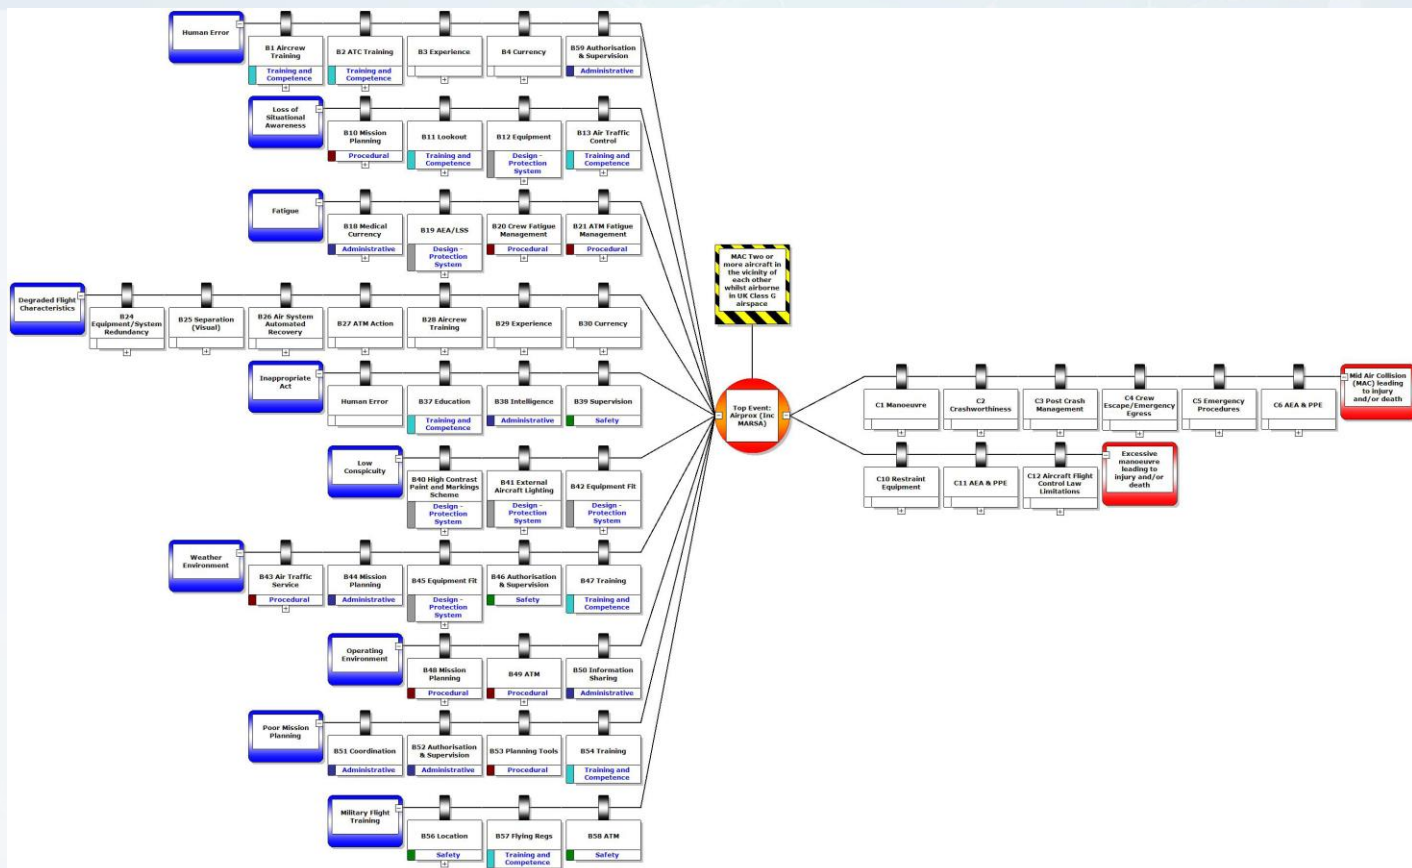 Human Error
B1 Aircrew
Training
Training and
Competence
B2 ATC Training
Training and
Competence
B3 Experience
B4 Currency
B59 Authorisation
& Supervision
Administrative
Loss of
Situational
Awareness
B10 Mission
Planning
Procedural
B11 Lookout
Training and
Competence
B12 Equipment
Design -
Protection
System
B13 Air Traffic
Control
Training and
Competence
Fatigue
B18 Medical
Currency
Administrative
B19 AEA/LSS
Design -
Protection
System
B20 Crew Fatigue
Management
Procedural
B21 ATM Fatigue
Management
Procedural
MAC Two or
more aircraft in
the vicinity of
each other
whilst airborne
in UK Class G
airspace
Degraded Flight
Characteristics
B24
Equipment/System
Redundancy
B25 Separation
(Visual)
B26 Air System
Automated
Recovery
B27 ATM Action
B28 Aircrew
Training
B29 Experience
B30 Currency
Inappropriate
Act
Human Error
B37 Education
Training and
Competence
B38 Intelligence
Administrative
B39 Supervision
Safety
Top Event:
Airprox (Inc
MARSA)
C1 Manoeuvre
C2
Crashworthiness
C3 Post Crash
Management
C4 Crew
Escape/Emergency
Egress
C5 Emergency
Procedures
C6 AEA & PPE
Mid Air Collision
(MAC) leading
to injury
and/or death
Low
Conspicuity
B40 High Contrast
Paint and Markings
Scheme
Design -
Protection
System
B41 External
Aircraft Lighting
Design -
Protection
System
B42 Equipment Fit
Design -
Protection
System
C10 Restraint
Equipment
C11 AEA & PPE
C12 Aircraft Flight
Control Law
Limitations
Excessive
manoeuvre
leading to
injury and/or
death
Weather
Environment
B43 Air Traffic
Service
Procedural
B44 Mission
Planning
Administrative
B45 Equipment Fit
Design -
Protection
System
B46 Authorisation
& Supervision
Safety
B47 Training
Training and
Competence
Operating
Environment
B48 Mission
Planning
Procedural
B49 ATM
Procedural
B50 Information
Sharing
Administrative
Poor Mission
Planning
B51 Coordination
Administrative
B52 Authorisation
& Supervision
Administrative
B53 Planning Tools
Procedural
B54 Training
Training and
Competence
Military Flight
Training
B56 Location
Safety
B57 Flying Regs
Training and
Competence
B58 ATM
Safety